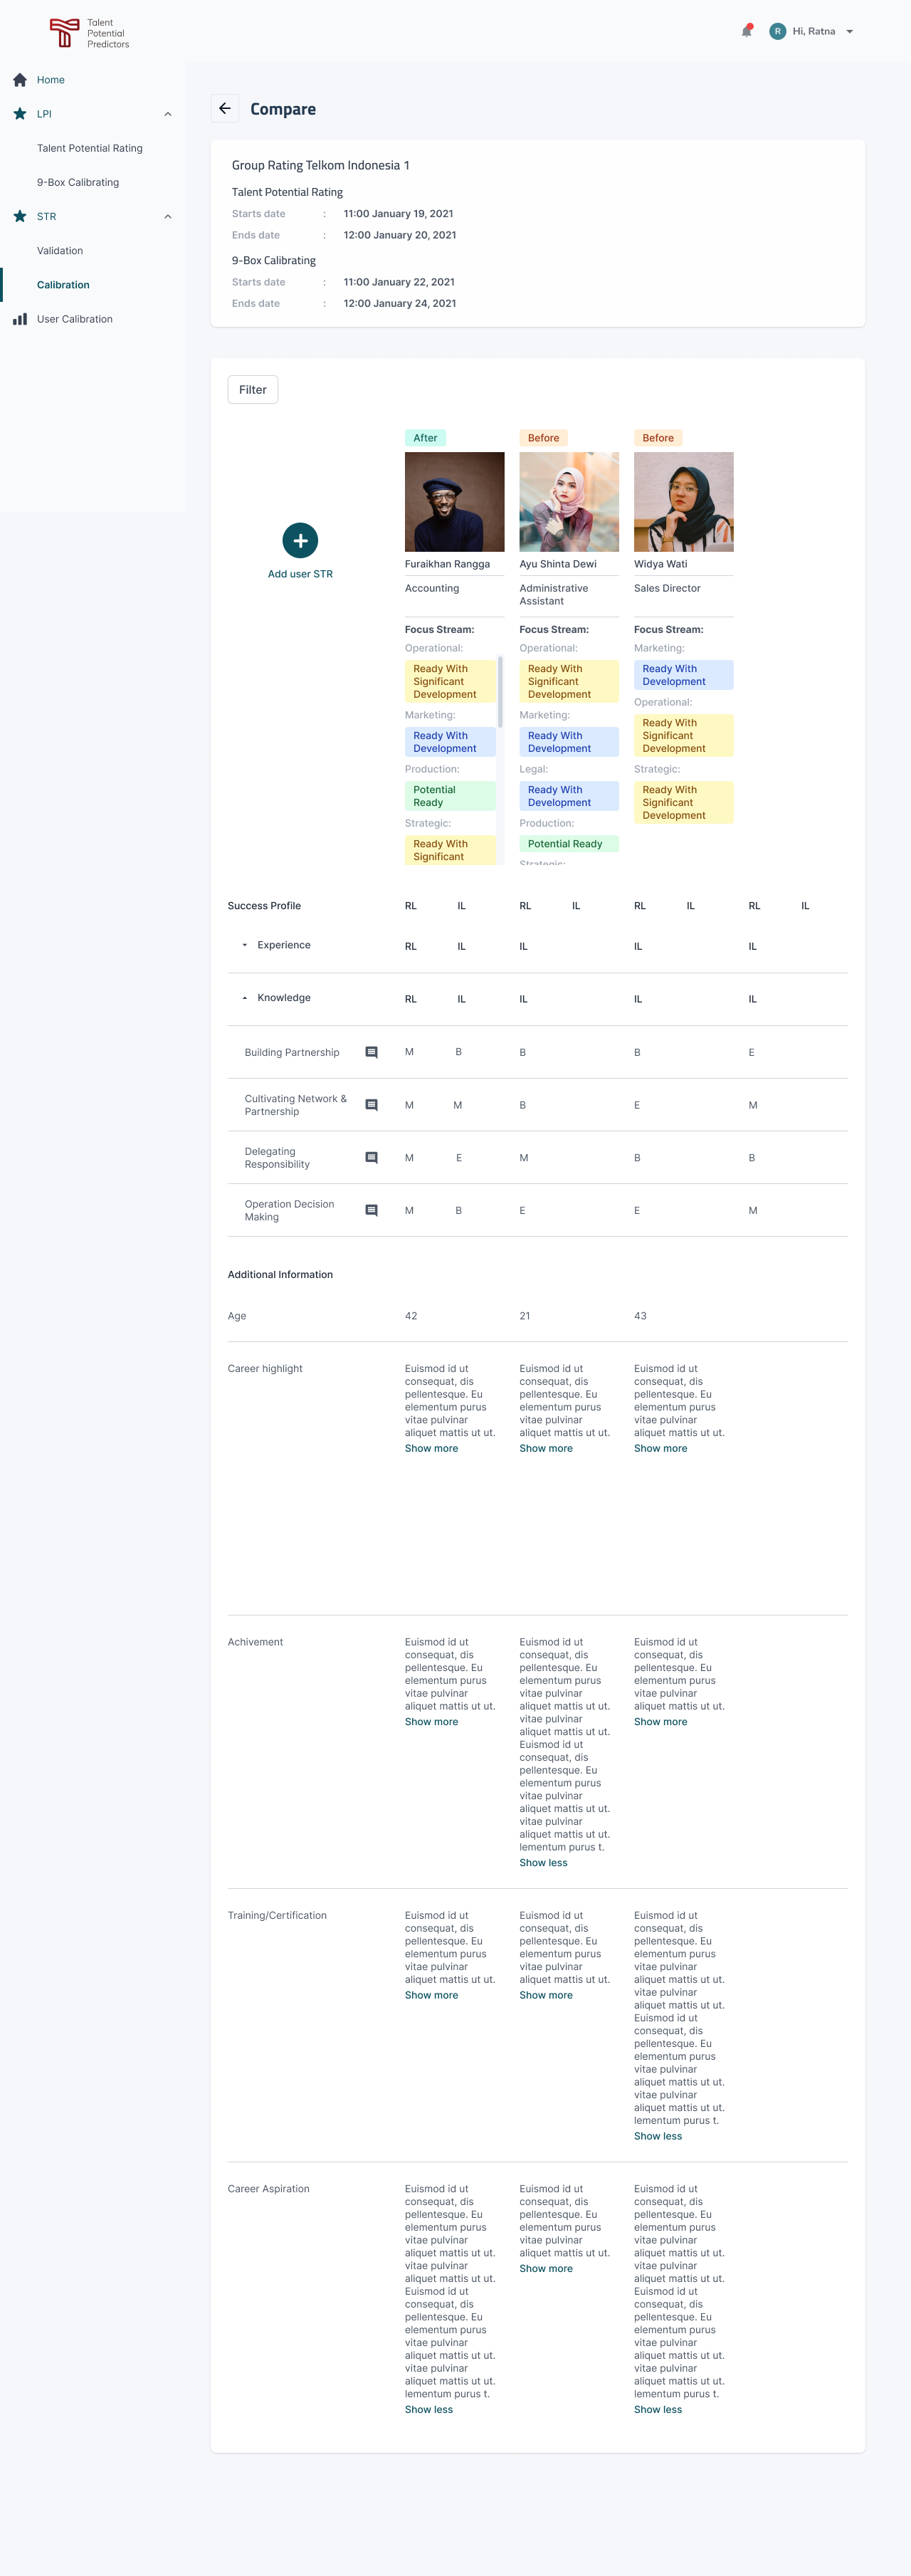 Talent
Potential
Predictors
R Hi, Ratna
Home
LPI
Talent Potential Rating
9-Box Calibrating
STR
Validation
Calibration
User Calibration
Compare
Group Rating Telkom Indonesia 1
Talent Potential Rating
Starts date : 11:00 January 19, 2021
Ends date : 12:00 January 20, 2021
9-Box Calibrating
Starts date : 11:00 January 22, 2021
Ends date : 12:00 January 24, 2021
Filter
Add user STR
After
Furaikhan Rangga
Accounting
Focus Stream:
Operational:
Ready With
Significant
Development
Marketing:
Ready With
Development
Production:
Potential
Ready
Strategic:
Ready With
Significant
Before
Ayu Shinta Dewi
Administrative
Assistant
Focus Stream:
Operational:
Ready With
Significant
Development
Marketing:
Ready With
Development
Legal:
Ready With
Development
Production:
Potential Ready
Strategic:
Before
Widya Wati
Sales Director
Focus Stream:
Marketing:
Ready With
Development
Operational:
Ready With
Significant
Development
Strategic:
Ready With
Significant
Development
Success Profile RL IL RL IL RL IL RL IL
Experience RL IL IL IL IL
Knowledge RL IL IL IL IL
Building Partnership M B B B E
Cultivating Network &
Partnership M M B E M
Delegating
Responsibility M E M B B
Operation Decision
Making M B E E M
Additional Information
Age 42 21 43
Career highlight
Euismod id ut
consequat, dis
pellentesque. Eu
elementum purus
vitae pulvinar
aliquet mattis ut ut.
Show more
Euismod id ut
consequat, dis
pellentesque. Eu
elementum purus
vitae pulvinar
aliquet mattis ut ut.
Show more
Euismod id ut
consequat, dis
pellentesque. Eu
elementum purus
vitae pulvinar
aliquet mattis ut ut.
Show more
Achivement
Euismod id ut
consequat, dis
pellentesque. Eu
elementum purus
vitae pulvinar
aliquet mattis ut ut.
Show more
Euismod id ut
consequat, dis
pellentesque. Eu
elementum purus
vitae pulvinar
aliquet mattis ut ut.
vitae pulvinar
aliquet mattis ut ut.
Euismod id ut
consequat, dis
pellentesque. Eu
elementum purus
vitae pulvinar
aliquet mattis ut ut.
vitae pulvinar
aliquet mattis ut ut.
lementum purus t.
Show less
Euismod id ut
consequat, dis
pellentesque. Eu
elementum purus
vitae pulvinar
aliquet mattis ut ut.
Show more
Training/Certification
Euismod id ut
consequat, dis
pellentesque. Eu
elementum purus
vitae pulvinar
aliquet mattis ut ut.
Show more
Euismod id ut
consequat, dis
pellentesque. Eu
elementum purus
vitae pulvinar
aliquet mattis ut ut.
Show more
Euismod id ut
consequat, dis
pellentesque. Eu
elementum purus
vitae pulvinar
aliquet mattis ut ut.
vitae pulvinar
aliquet mattis ut ut.
Euismod id ut
consequat, dis
pellentesque. Eu
elementum purus
vitae pulvinar
aliquet mattis ut ut.
vitae pulvinar
aliquet mattis ut ut.
lementum purus t.
Show less
Career Aspiration
Euismod id ut
consequat, dis
pellentesque. Eu
elementum purus
vitae pulvinar
aliquet mattis ut ut.
vitae pulvinar
aliquet mattis ut ut.
Euismod id ut
consequat, dis
pellentesque. Eu
elementum purus
vitae pulvinar
aliquet mattis ut ut.
vitae pulvinar
aliquet mattis ut ut.
lementum purus t.
Show less
Euismod id ut
consequat, dis
pellentesque. Eu
elementum purus
vitae pulvinar
aliquet mattis ut ut.
Show more
Euismod id ut
consequat, dis
pellentesque. Eu
elementum purus
vitae pulvinar
aliquet mattis ut ut.
vitae pulvinar
aliquet mattis ut ut.
Euismod id ut
consequat, dis
pellentesque. Eu
elementum purus
vitae pulvinar
aliquet mattis ut ut.
vitae pulvinar
aliquet mattis ut ut.
lementum purus t.
Show less